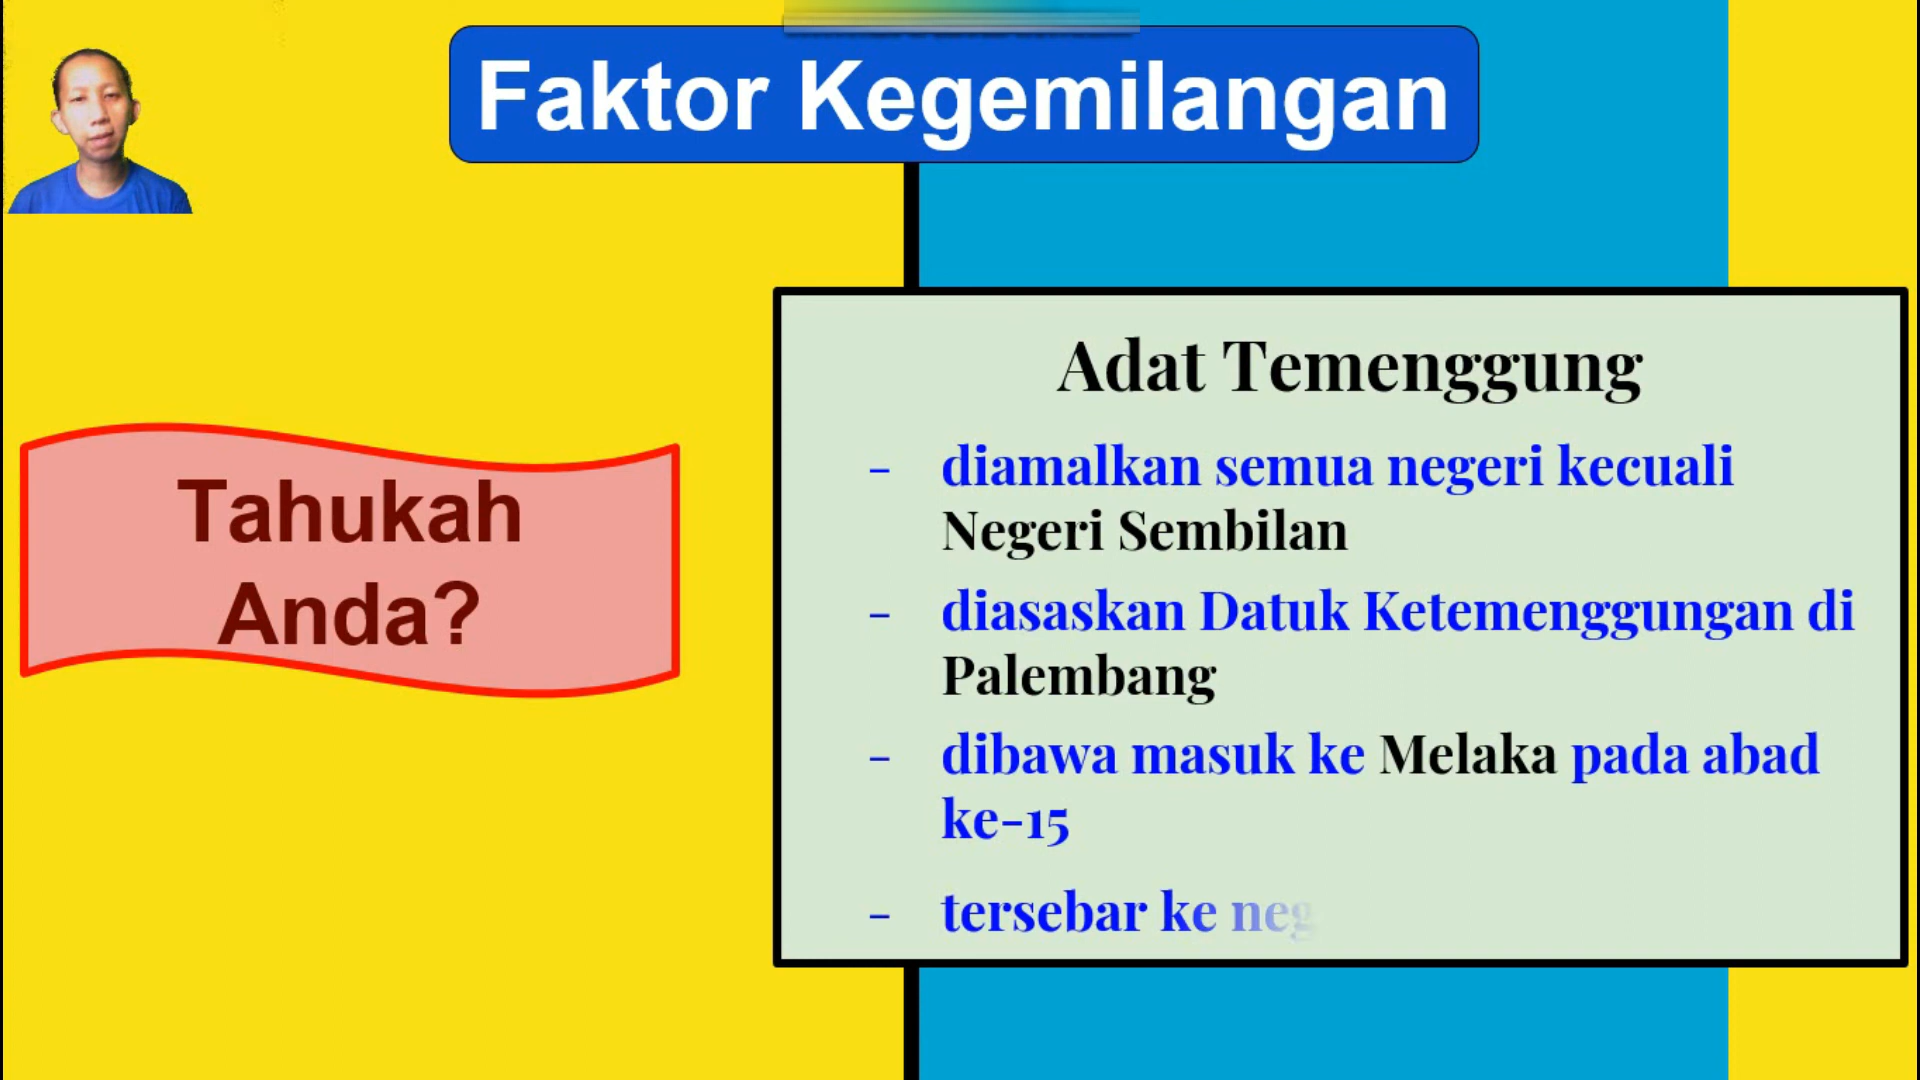 Faktor Kegemilangan
Tahukah
Anda?
Adat Temenggung
- diamalkan semua negeri kecuali
Negeri Sembilan
- diasaskan Datuk Ketemenggungan di
Palembang
- dibawa masuk ke Melaka pada abad
ke-15
- tersebar ke neg